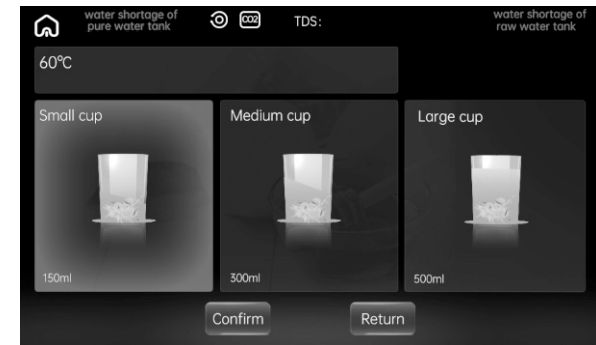 water shortage of
pure water tank
CO2
TDS:
water shortage of
raw water tank
60°C
Small cup
Medium cup
Large cup
150ml
300ml
500ml
Confirm
Return